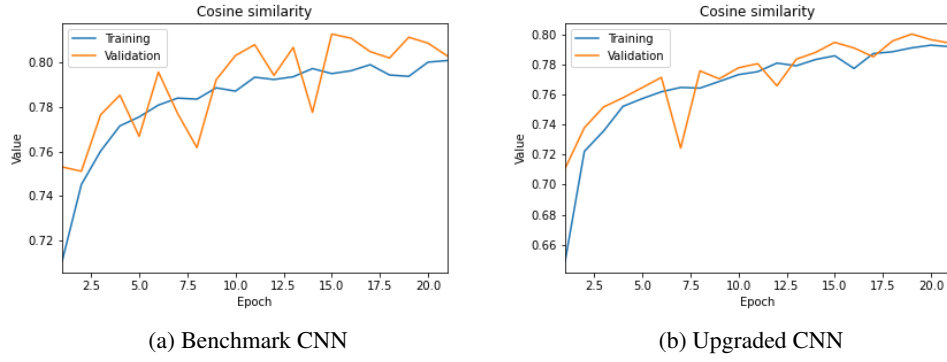 Cosine similarity
Training
Validation
Value
0.80
0.78
0.76
0.74
0.72
2.5 5.0 7.5 10.0 12.5 15.0 17.5 20.0
Epoch
(a) Benchmark CNN
Cosine similarity
Training
Validation
Value
0.80
0.78
0.76
0.74
0.72
0.70
0.68
0.66
2.5 5.0 7.5 10.0 12.5 15.0 17.5 20.0
Epoch
(b) Upgraded CNN